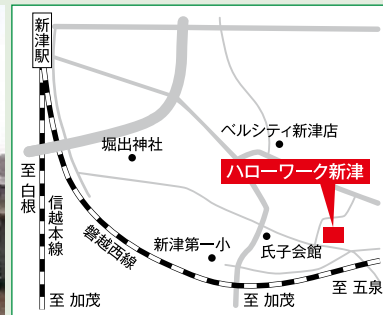 新津駅
ベルシティ新津店
堀出神社
ハローワーク新津
至 白根
信越本線
磐越西線
新津第一小
氏子会館
至 五泉
至 加茂
至 加茂